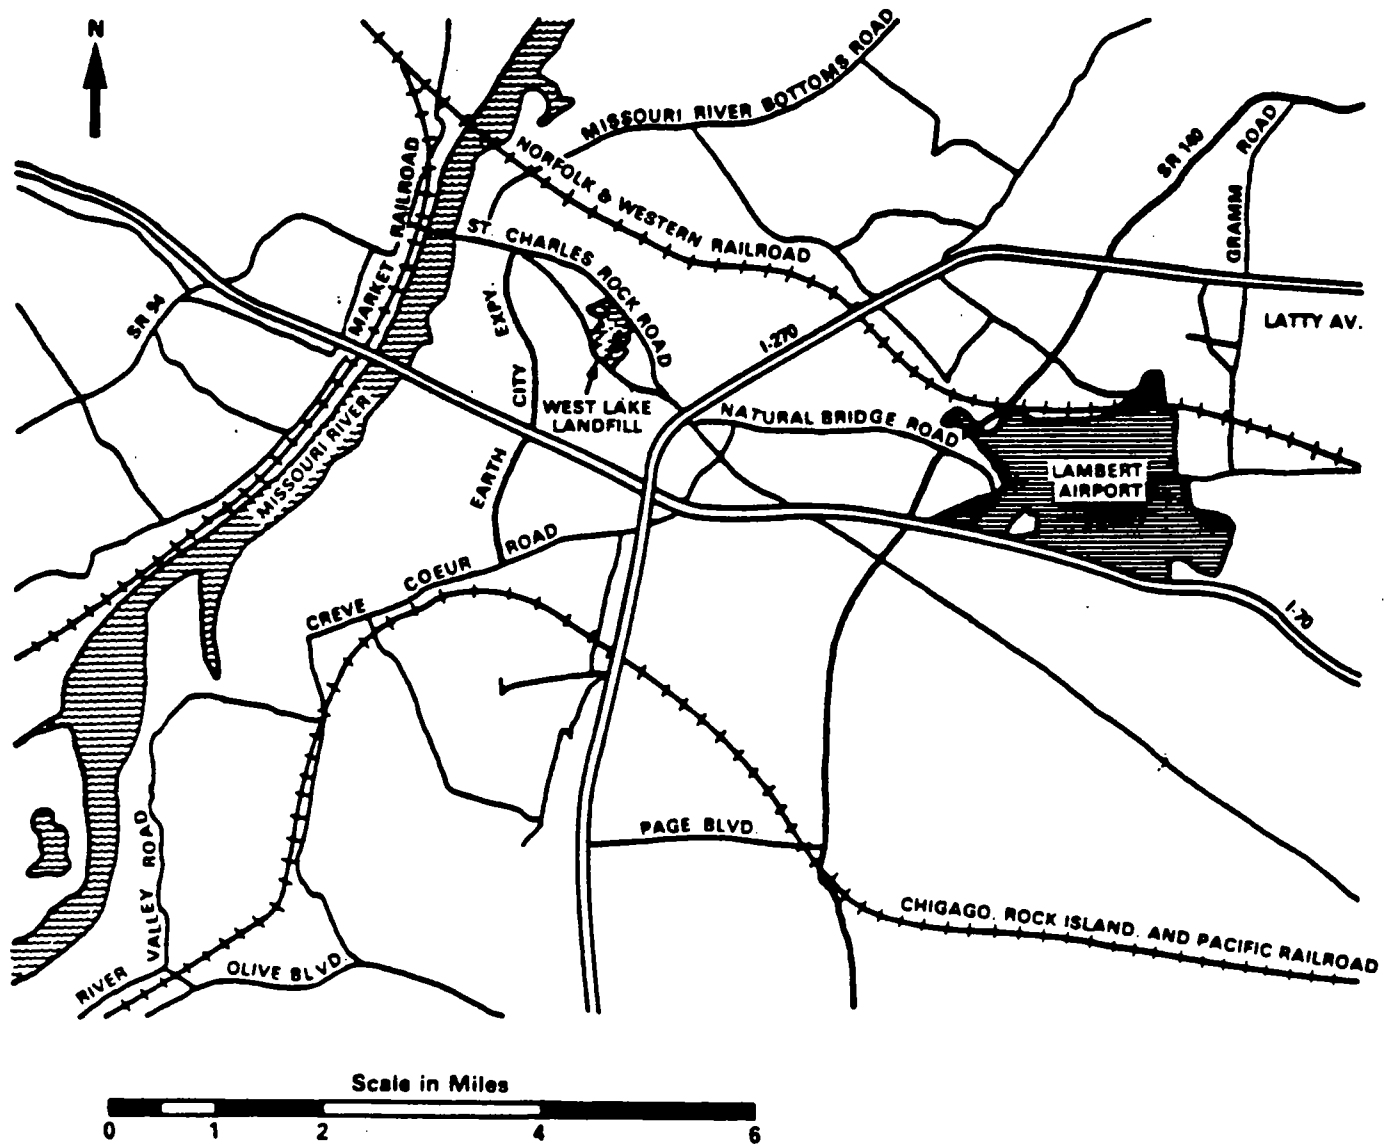 N
MISSOURI RIVER BOTTOMS ROAD
NORFOLK & WESTERN RAILROAD
SR 140
GRAMM ROAD
MARKET RAILROAD
ST. CHARLES ROCK ROAD
EARTH CITY EXPY.
SR 94
I-270
LATTY AV.
WEST LAKE
LANDFILL
NATURAL BRIDGE ROAD
MISSOURI RIVER
LAMBERT
AIRPORT
CREVE COEUR ROAD
I-70
PAGE BLVD.
RIVER VALLEY ROAD
OLIVE BLVD.
CHIGAGO, ROCK ISLAND, AND PACIFIC RAILROAD
Scale in Miles
0 1 2 4 6